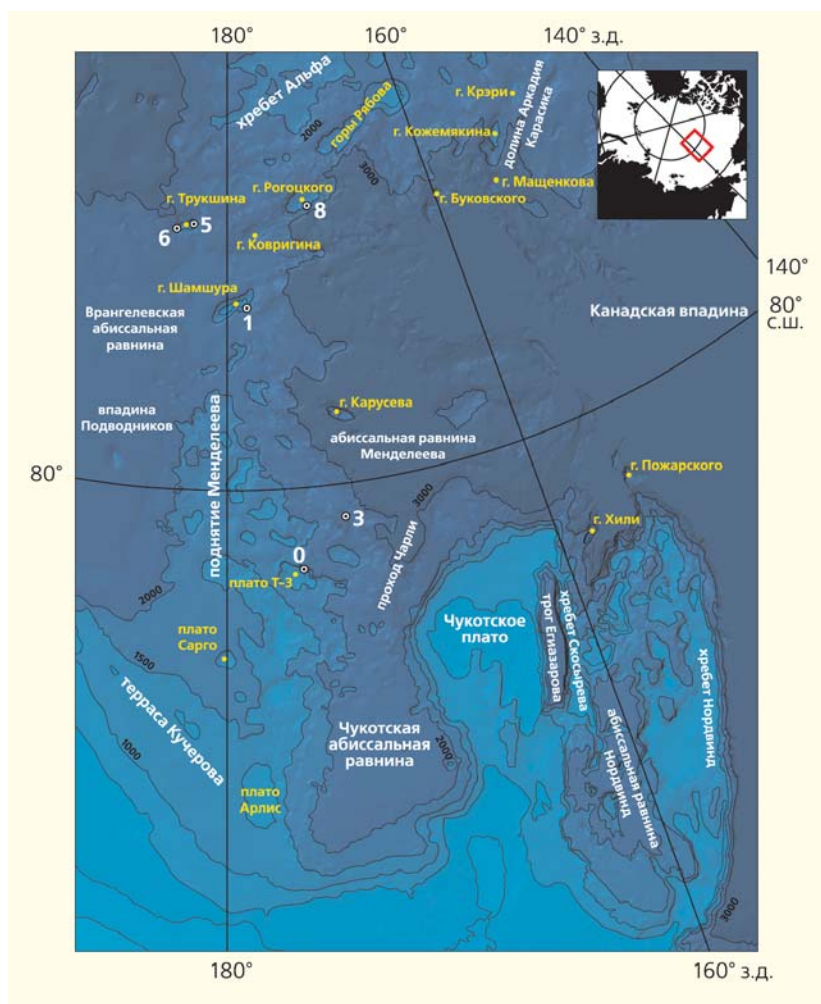 180°
160°
140° з.д.
хребет Альфа
2000
горы Рябова
г. Крэри
долина Аркадия
Карасика
г. Кожемякина
3000
г. Мащенкова
г. Рогоцкого
г. Буковского
г. Трукшина
8
5
6
г. Ковригина
140°
80°
с.ш.
г. Шамшура
1
Врангелевская
абиссальная
равнина
Канадская впадина
впадина
Подводников
г. Карусева
абиссальная равнина
Менделеева
поднятие Менделеева
г. Пожарского
80°
3000
3
г. Хили
проход Чарли
0
плато Т–3
2000
Чукотское
плато
трог Егиазарова
хребет Скосырева
плато
Сарго
1500
терраса Кучерова
1000
хребет Нордвинд
абиссальная равнина
Нордвинд
Чукотская
абиссальная
равнина
2000
плато
Арлис
3000
180°
160° з.д.